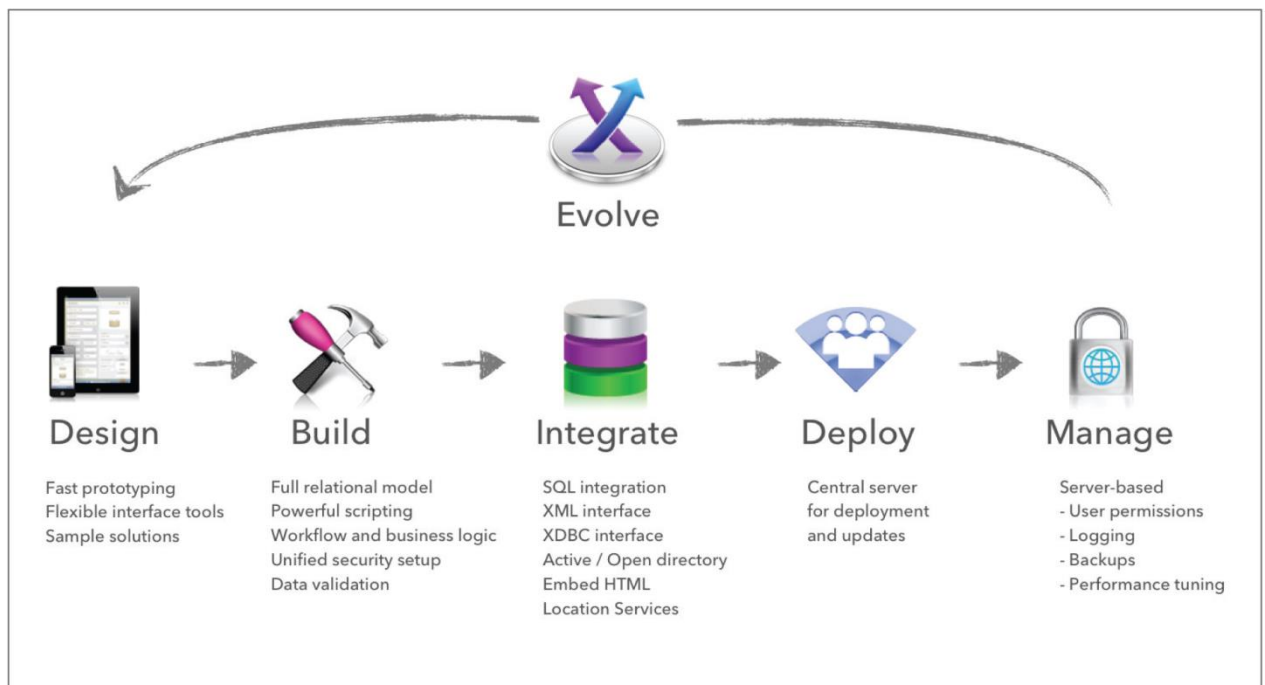 Evolve
Design
Fast prototyping
Flexible interface tools
Sample solutions
Build
Full relational model
Powerful scripting
Workflow and business logic
Unified security setup
Data validation
Integrate
SQL integration
XML interface
XDBC interface
Active / Open directory
Embed HTML
Location Services
Deploy
Central server
for deployment
and updates
Manage
Server-based
- User permissions
- Logging
- Backups
- Performance tuning